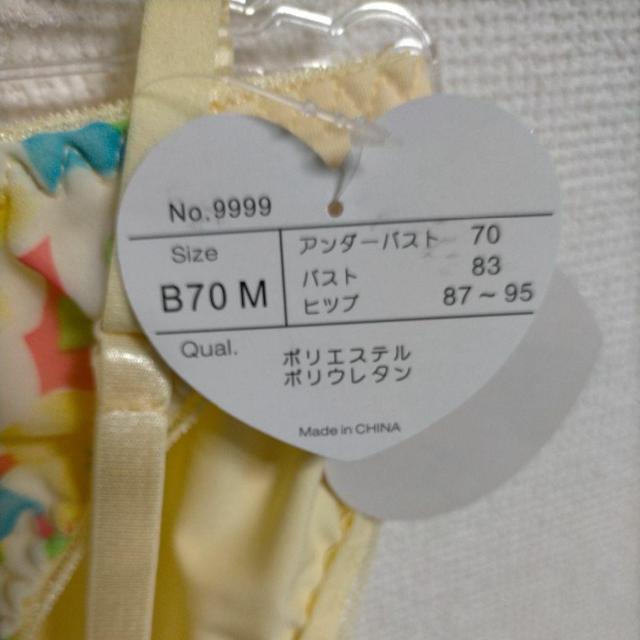 No.9999
Size
B70 M
アンダーバスト 70
バスト 83
ヒップ 87～95
Qual.
ポリエステル
ポリウレタン
Made in CHINA